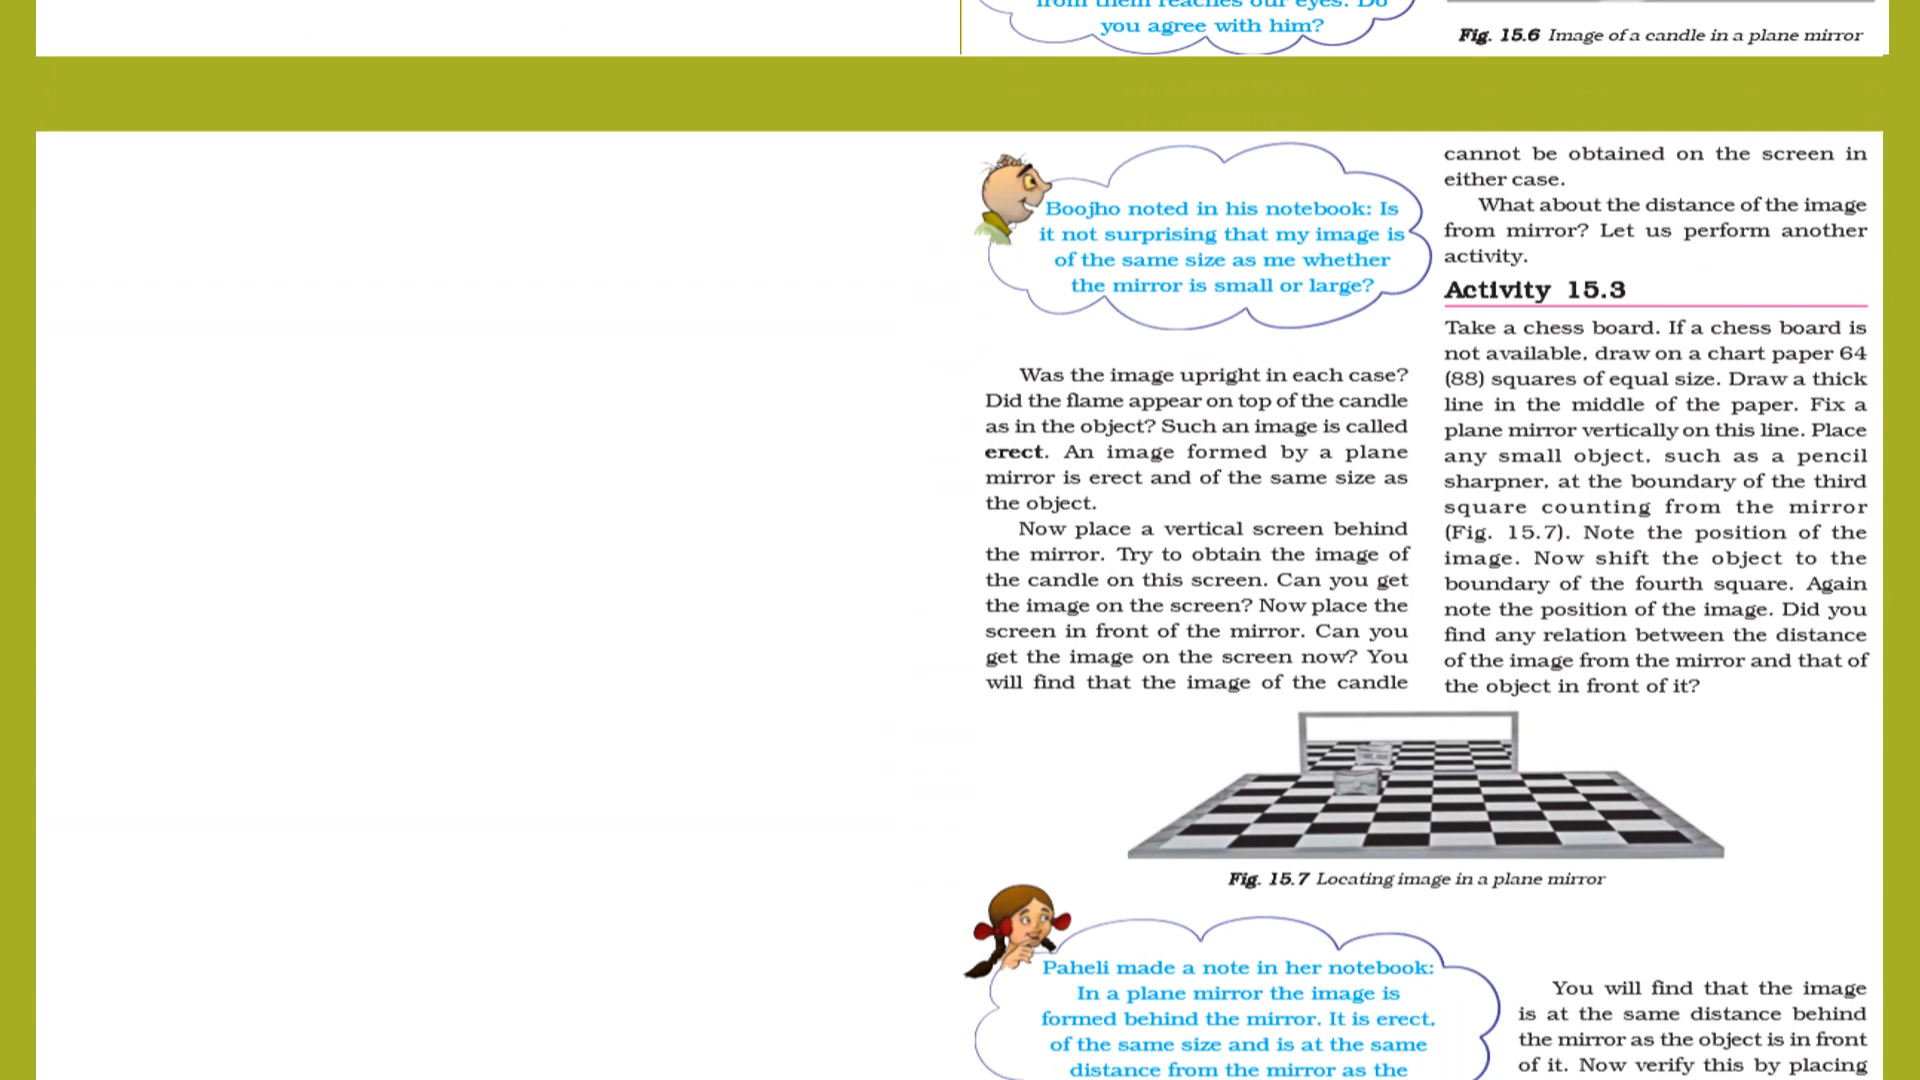 from them reaches our eyes. Do
you agree with him?
Fig. 15.6 Image of a candle in a plane mirror
Boojho noted in his notebook: Is
it not surprising that my image is
of the same size as me whether
the mirror is small or large?
Was the image upright in each case?
Did the flame appear on top of the candle
as in the object? Such an image is called
erect. An image formed by a plane
mirror is erect and of the same size as
the object.
Now place a vertical screen behind
the mirror. Try to obtain the image of
the candle on this screen. Can you get
the image on the screen? Now place the
screen in front of the mirror. Can you
get the image on the screen now? You
will find that the image of the candle
cannot be obtained on the screen in
either case.
What about the distance of the image
from mirror? Let us perform another
activity.
Activity 15.3
Take a chess board. If a chess board is
not available, draw on a chart paper 64
(88) squares of equal size. Draw a thick
line in the middle of the paper. Fix a
plane mirror vertically on this line. Place
any small object, such as a pencil
sharpner, at the boundary of the third
square counting from the mirror
(Fig. 15.7). Note the position of the
image. Now shift the object to the
boundary of the fourth square. Again
note the position of the image. Did you
find any relation between the distance
of the image from the mirror and that of
the object in front of it?
Fig. 15.7 Locating image in a plane mirror
Paheli made a note in her notebook:
In a plane mirror the image is
formed behind the mirror. It is erect,
of the same size and is at the same
distance from the mirror as the
You will find that the image
is at the same distance behind
the mirror as the object is in front
of it. Now verify this by placing